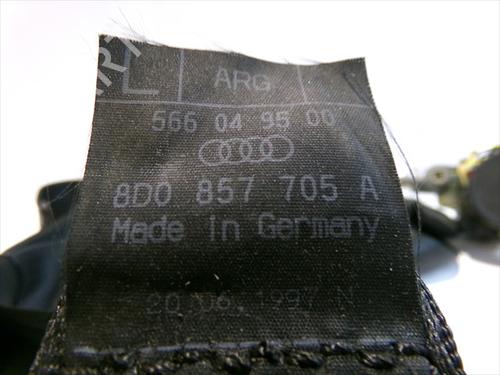 L ARG
566 04 95 00
8D0 857 705 A
Made in Germany
20.06.1997 N